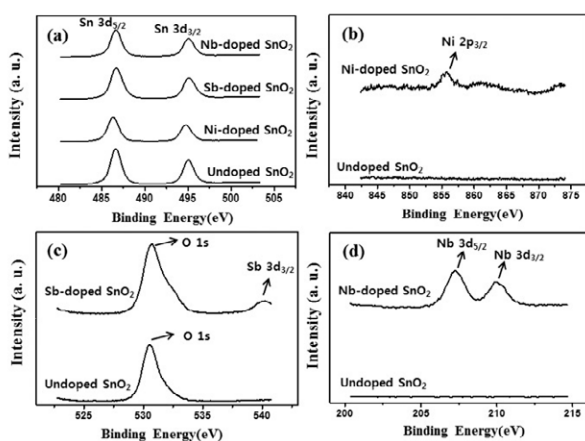 (a)
Sn 3d5/2 Sn 3d3/2
Nb-doped SnO2
Sb-doped SnO2
Ni-doped SnO2
Undoped SnO2
Intensity (a. u.)
480 485 490 495 500 505
Binding Energy(eV)
(b)
Ni 2p3/2
Ni-doped SnO2
Undoped SnO2
Intensity (a. u.)
840 845 850 855 860 865 870 875
Binding Energy(eV)
(c)
O 1s
Sb 3d3/2
Sb-doped SnO2
O 1s
Undoped SnO2
Intensity (a. u.)
525 530 535 540
Binding Energy(eV)
(d)
Nb 3d5/2
Nb 3d3/2
Nb-doped SnO2
Undoped SnO2
Intensity (a. u.)
200 205 210 215
Binding Energy(eV)